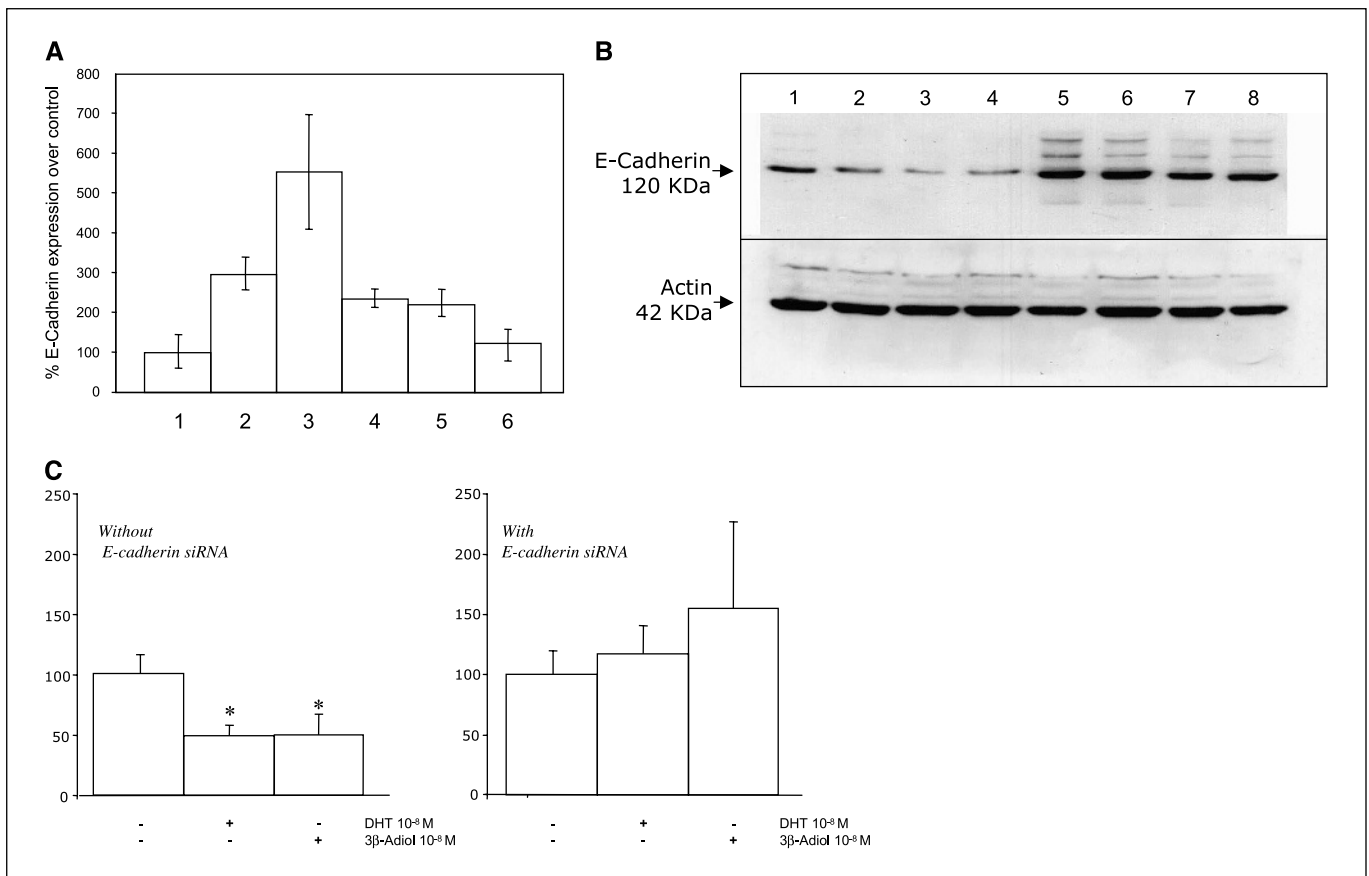 A
% E-Cadherin expression over control
800
700
600
500
400
300
200
100
0
1 2 3 4 5 6
B
1 2 3 4 5 6 7 8
E-Cadherin
120 KDa
Actin
42 KDa
C
250
200
150
100
50
0
Without
E-cadherin siRNA
* *
- + - DHT 10⁻⁸ M
- - + 3β-Adiol 10⁻⁸ M
250
200
150
100
50
0
With
E-cadherin siRNA
- + - DHT 10⁻⁸ M
- - + 3β-Adiol 10⁻⁸ M